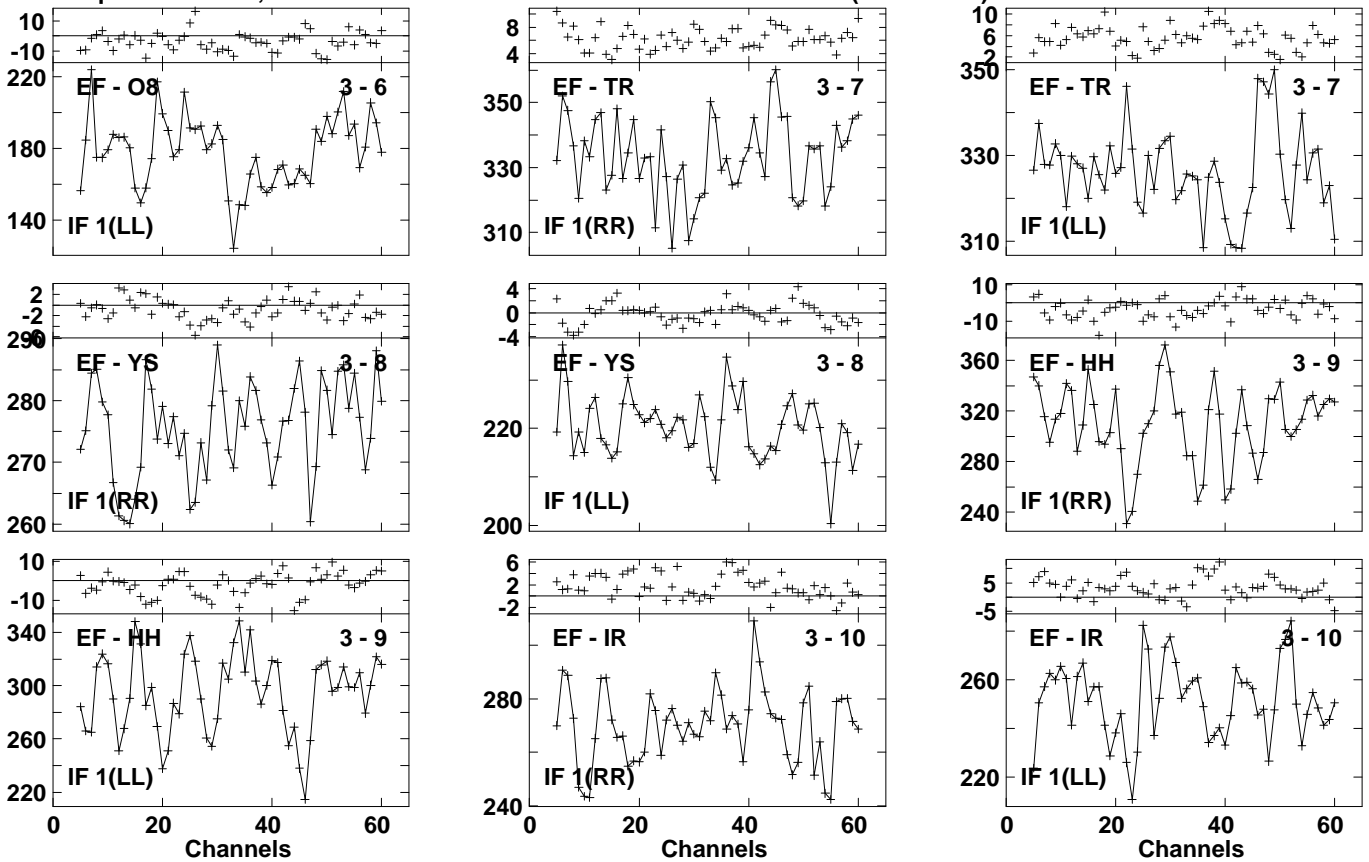 10 0 -10 8 6 4 10 6 2
220 180 140 EF - O8 3 - 6 IF 1(LL)
350 330 310 EF - TR 3 - 7 IF 1(RR)
350 330 310 EF - TR 3 - 7 IF 1(LL)
2 -2 4 0 -4 10 -10
290 280 270 260 EF - YS 3 - 8 IF 1(RR)
220 200 EF - YS 3 - 8 IF 1(LL)
360 320 280 240 EF - HH 3 - 9 IF 1(RR)
10 -10 6 2 -2 5 -5
340 300 260 220 EF - HH 3 - 9 IF 1(LL)
280 240 EF - IR 3 - 10 IF 1(RR)
260 220 EF - IR 3 - 10 IF 1(LL)
0 20 40 60 0 20 40 60 0 20 40 60
Channels Channels Channels